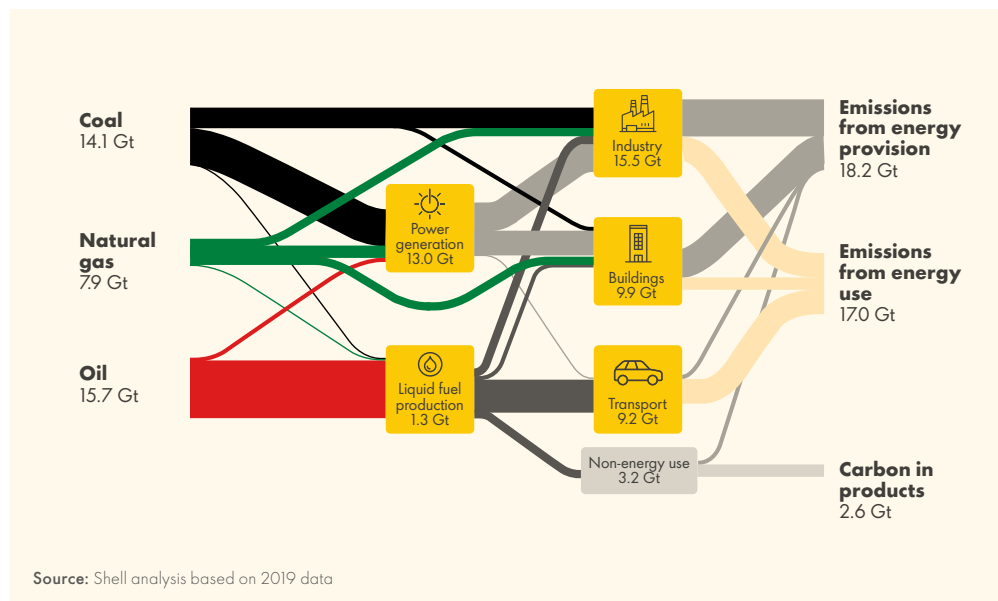 Coal
14.1 Gt
Natural
gas
7.9 Gt
Oil
15.7 Gt
Power
generation
13.0 Gt
Liquid fuel
production
1.3 Gt
Industry
15.5 Gt
Buildings
9.9 Gt
Transport
9.2 Gt
Non-energy use
3.2 Gt
Emissions
from energy
provision
18.2 Gt
Emissions
from energy
use
17.0 Gt
Carbon in
products
2.6 Gt
Source: Shell analysis based on 2019 data